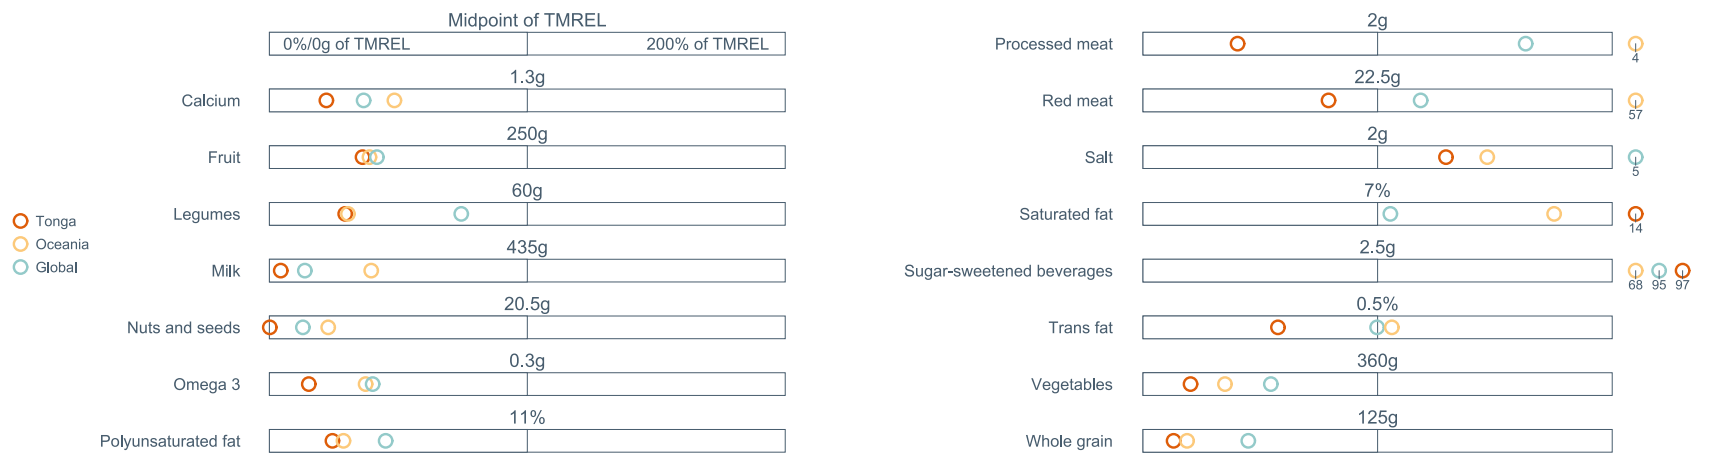 Midpoint of TMREL
0%/0g of TMREL
200% of TMREL
1.3g
Calcium
250g
Fruit
60g
Legumes
435g
Milk
20.5g
Nuts and seeds
0.3g
Omega 3
11%
Polyunsaturated fat
Tonga
Oceania
Global
2g
Processed meat
4
22.5g
Red meat
57
2g
Salt
5
7%
Saturated fat
14
2.5g
Sugar-sweetened beverages
68 95 97
0.5%
Trans fat
360g
Vegetables
125g
Whole grain